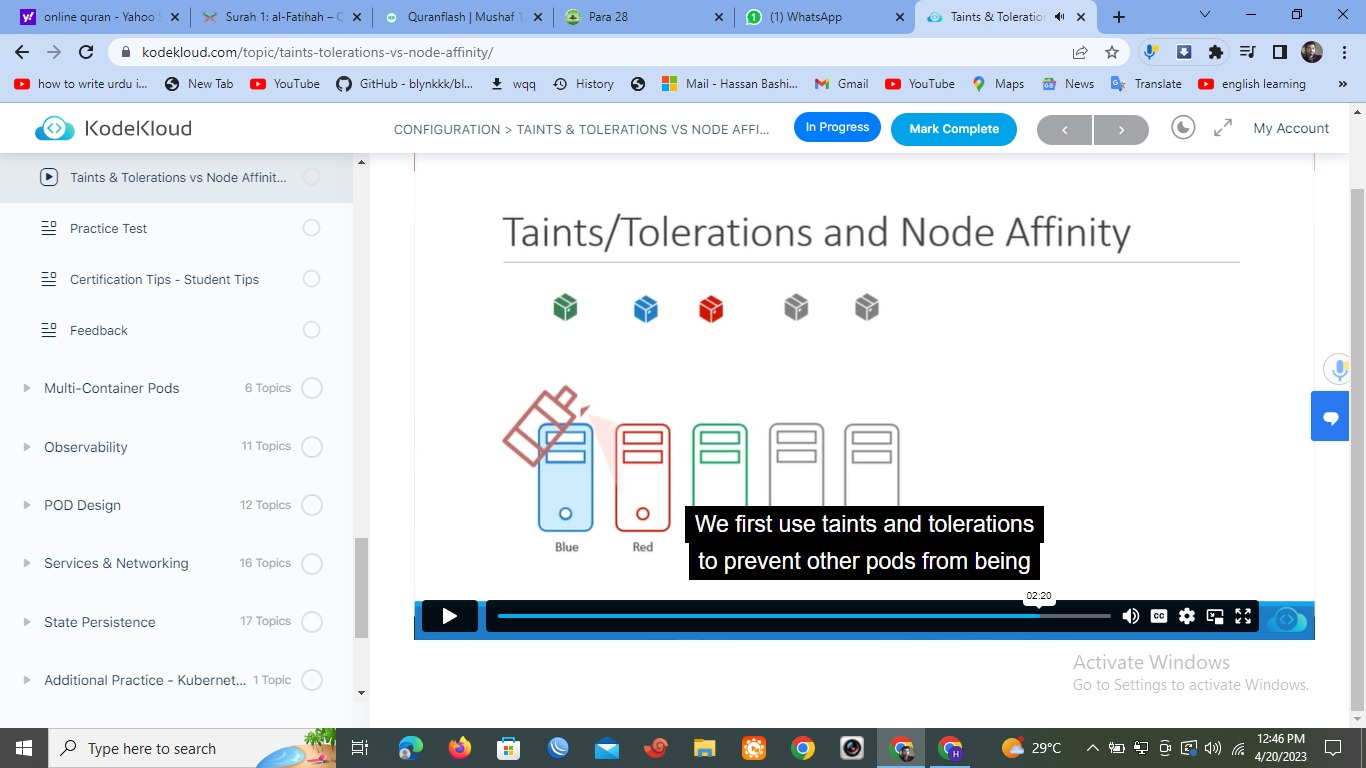 online quran - Yahoo S
Surah 1: al-Fatihah – C
Quranflash | Mushaf 1
Para 28
(1) WhatsApp
Taints & Toleration
kodekloud.com/topic/taints-tolerations-vs-node-affinity/
how to write urdu i...
New Tab
YouTube
GitHub - blynkkk/bl...
wqq
History
Mail - Hassan Bashi...
Gmail
YouTube
Maps
News
Translate
english learning
»
KodeKloud
CONFIGURATION > TAINTS & TOLERATIONS VS NODE AFFI...
In Progress
Mark Complete
My Account
Taints & Tolerations vs Node Affinit...
Practice Test
Certification Tips - Student Tips
Feedback
Multi-Container Pods 6 Topics
Observability 11 Topics
POD Design 12 Topics
Services & Networking 16 Topics
State Persistence 17 Topics
Additional Practice - Kubernet... 1 Topic
Taints/Tolerations and Node Affinity
Blue
Red
We first use taints and tolerations
to prevent other pods from being
02:20
CC
Activate Windows
Go to Settings to activate Windows.
Type here to search
H
29°C
12:46 PM
4/20/2023